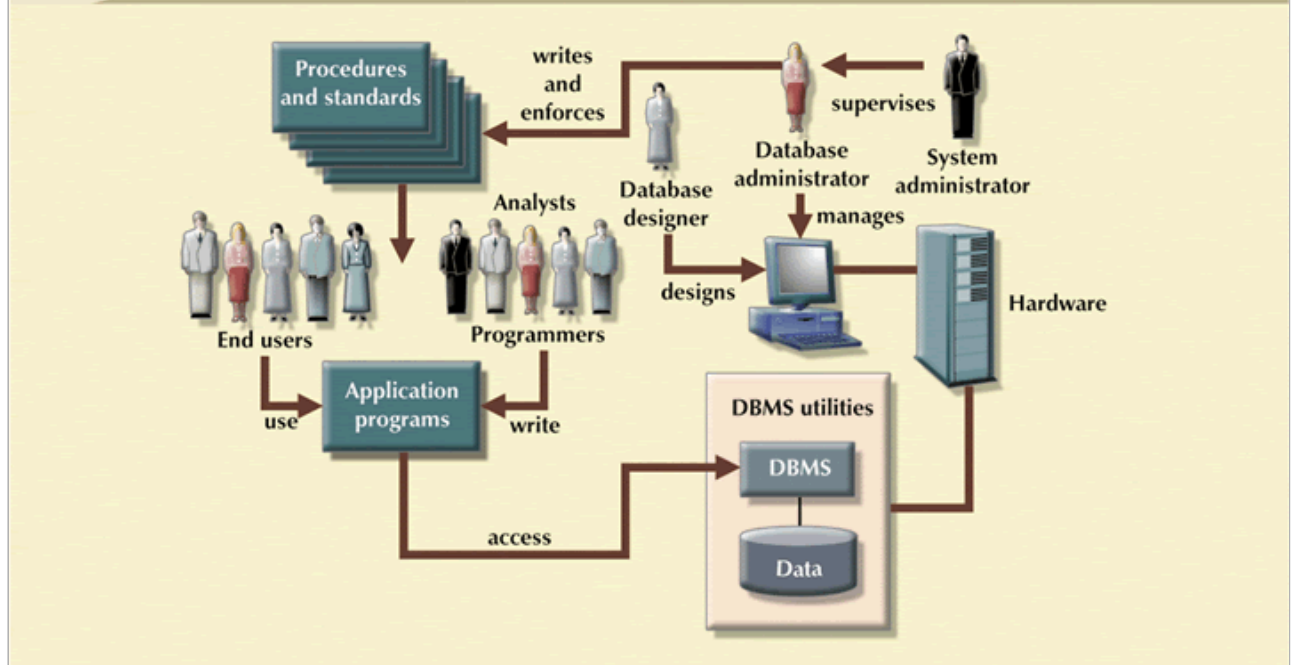 Procedures
and standards
writes
and
enforces
supervises
Database
administrator
System
administrator
Database
designer
manages
Analysts
designs
Hardware
End users
Programmers
Application
programs
use
write
DBMS utilities
DBMS
access
Data